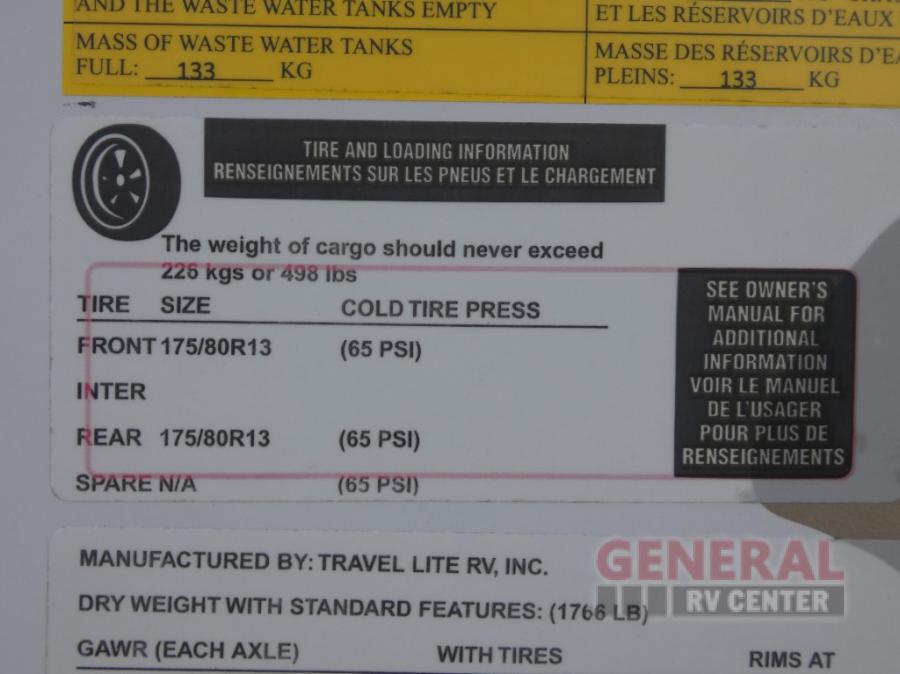 AND THE WASTE WATER TANKS EMPTY
MASS OF WASTE WATER TANKS
FULL: 133 KG
ET LES RÉSERVOIRS D'EAUX
MASSE DES RÉSERVOIRS D'EA
PLEINS: 133 KG
TIRE AND LOADING INFORMATION
RENSEIGNEMENTS SUR LES PNEUS ET LE CHARGEMENT
The weight of cargo should never exceed
226 kgs or 498 lbs
TIRE SIZE COLD TIRE PRESS
FRONT 175/80R13 (65 PSI)
INTER
REAR 175/80R13 (65 PSI)
SPARE N/A (65 PSI)
SEE OWNER'S
MANUAL FOR
ADDITIONAL
INFORMATION
VOIR LE MANUEL
DE L'USAGER
POUR PLUS DE
RENSEIGNEMENTS
MANUFACTURED BY: TRAVEL LITE RV, INC.
DRY WEIGHT WITH STANDARD FEATURES: (1766 LB)
GAWR (EACH AXLE) WITH TIRES RIMS AT
GENERAL
RV CENTER